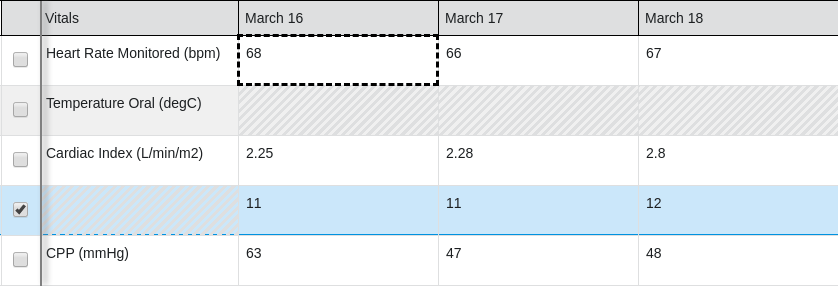 Vitals March 16 March 17 March 18
Heart Rate Monitored (bpm) 68 66 67
Temperature Oral (degC)
Cardiac Index (L/min/m2) 2.25 2.28 2.8
11 11 12
CPP (mmHg) 63 47 48